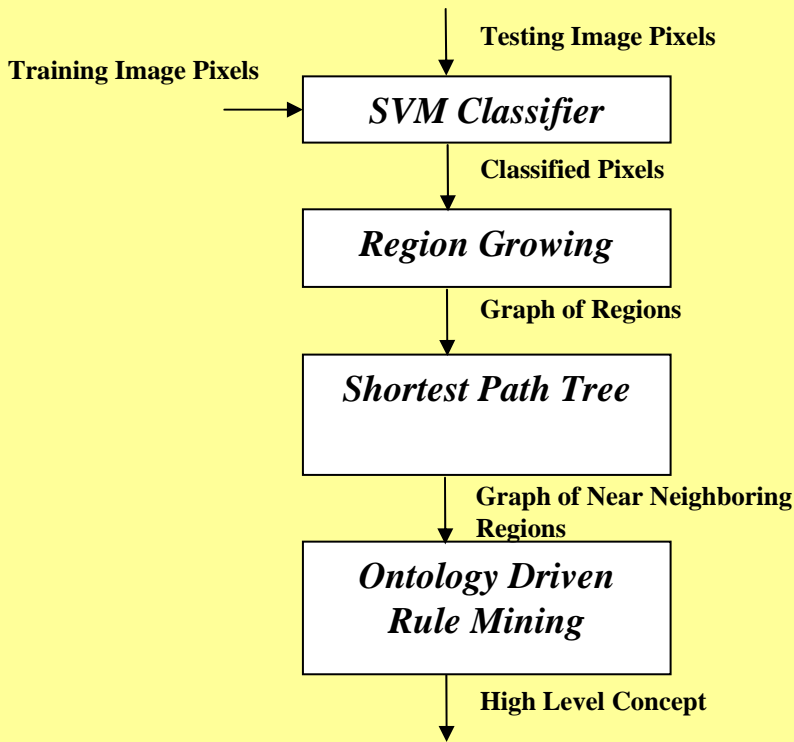 Testing Image Pixels
Training Image Pixels
SVM Classifier
Classified Pixels
Region Growing
Graph of Regions
Shortest Path Tree
Graph of Near Neighboring
Regions
Ontology Driven
Rule Mining
High Level Concept